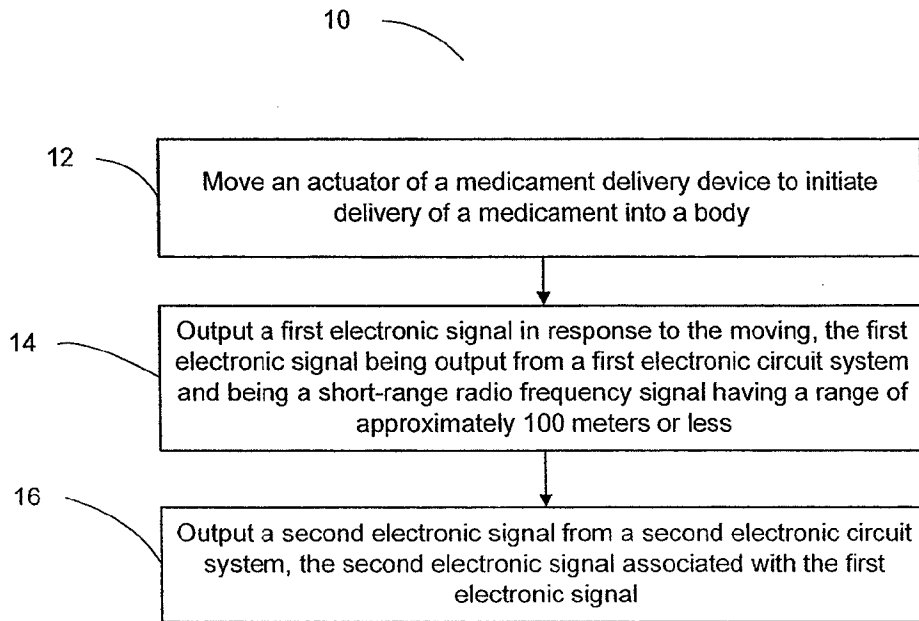 10
12
Move an actuator of a medicament delivery device to initiate
delivery of a medicament into a body
14
Output a first electronic signal in response to the moving, the first
electronic signal being output from a first electronic circuit system
and being a short-range radio frequency signal having a range of
approximately 100 meters or less
16
Output a second electronic signal from a second electronic circuit
system, the second electronic signal associated with the first
electronic signal